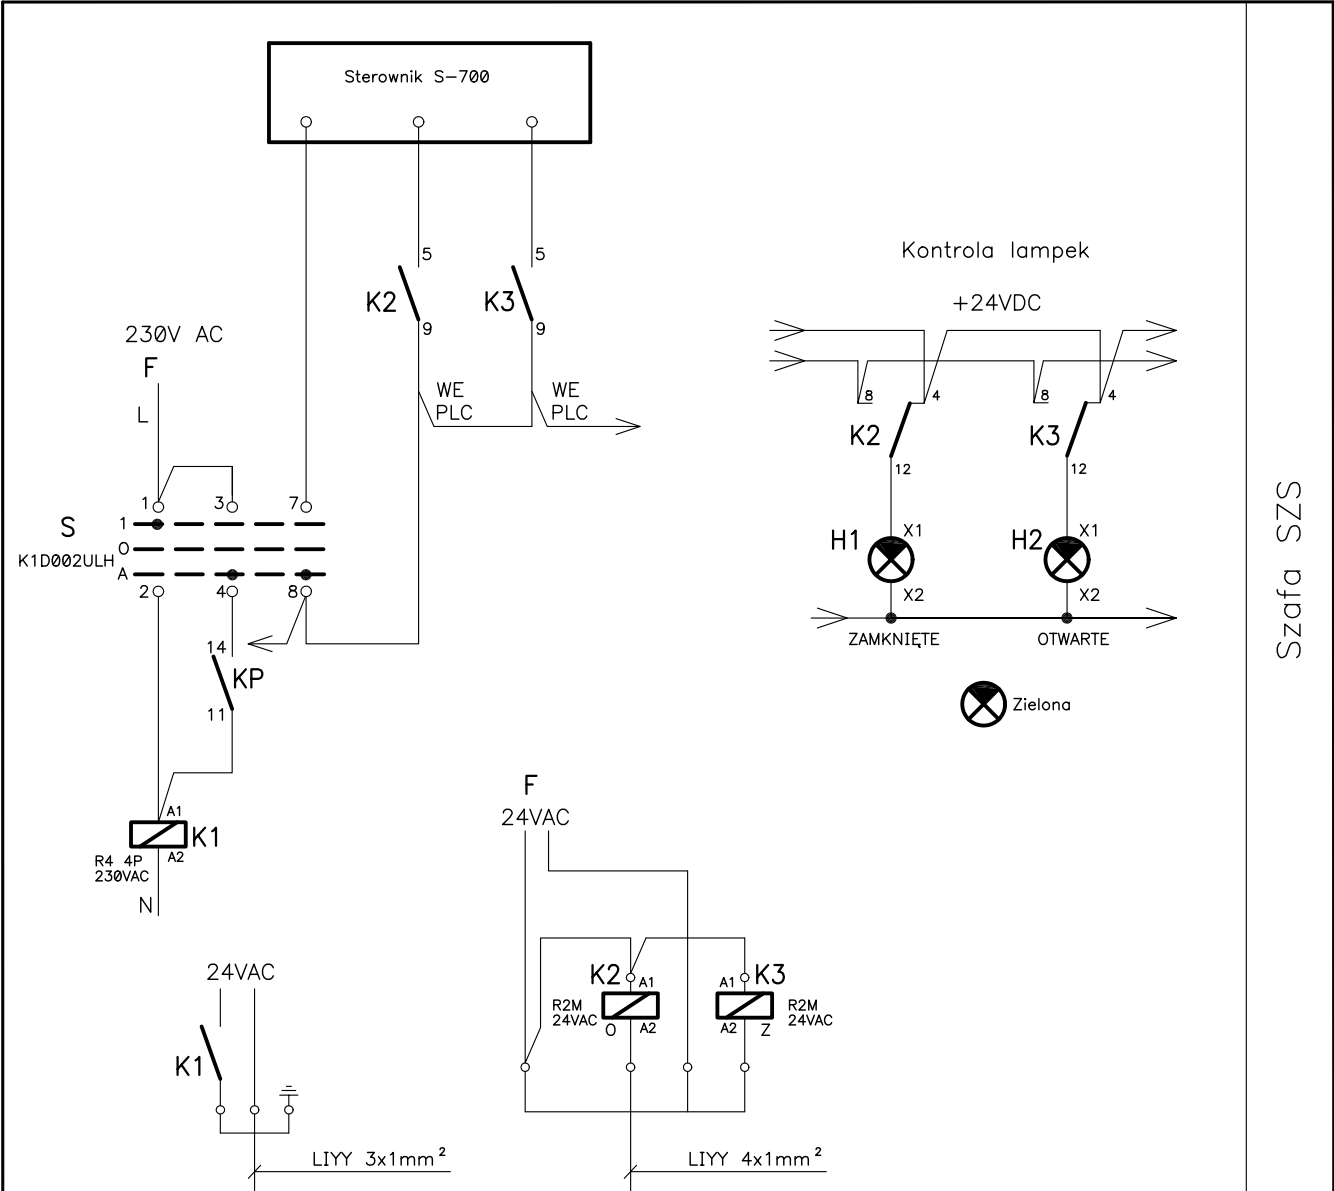 Sterownik S-700
5
5
K2
K3
9
9
WE
PLC
WE
PLC
230V AC
F
L
1
3
7
S
K1D002ULH
1
0
A
2
4
8
14
KP
11
A1
K1
A2
R4 4P
230VAC
N
Kontrola lampek
+24VDC
8
4
8
4
K2
K3
12
12
H1
X1
H2
X1
X2
X2
ZAMKNIĘTE
OTWARTE
Zielona
Szafa SZS
F
24VAC
K2
A1
A1
K3
R2M
24VAC
R2M
24VAC
O
A2
A2
Z
24VAC
K1
LIYY 3x1mm²
LIYY 4x1mm²